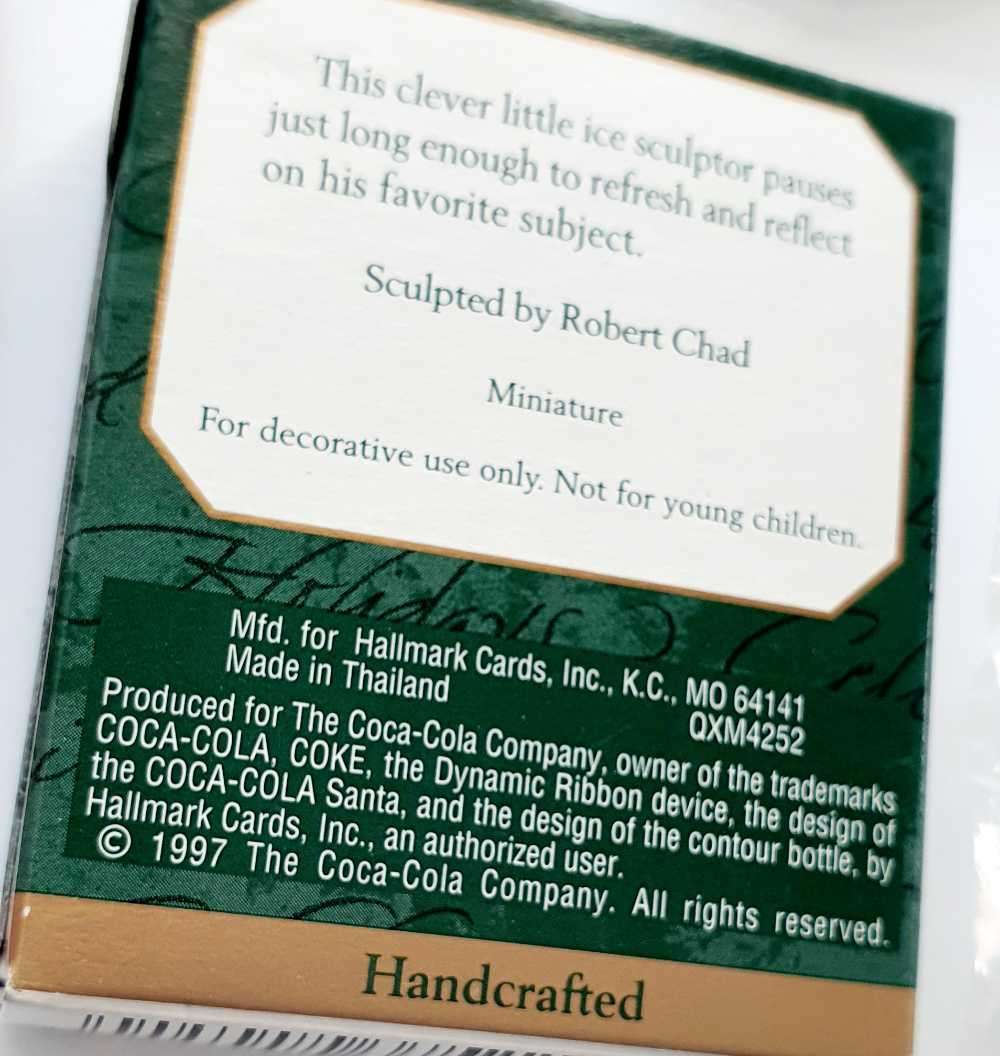 This clever little ice sculptor pauses
just long enough to refresh and reflect
on his favorite subject.
Sculpted by Robert Chad
Miniature
For decorative use only. Not for young children.
Holidays
Mfd. for Hallmark Cards, Inc., K.C., MO 64141
Made in Thailand QXM4252
Produced for The Coca-Cola Company, owner of the trademarks
COCA-COLA, COKE, the Dynamic Ribbon device, the design of
the COCA-COLA Santa, and the design of the contour bottle, by
Hallmark Cards, Inc., an authorized user.
© 1997 The Coca-Cola Company. All rights reserved.
Handcrafted